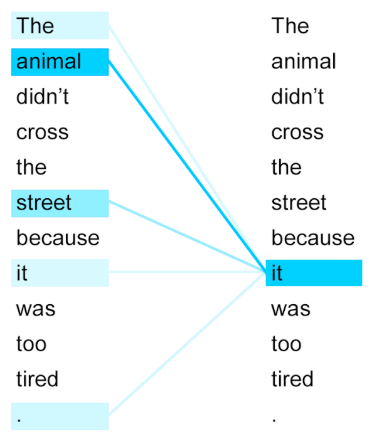 The The
animal animal
didn't didn't
cross cross
the the
street street
because because
it it
was was
too too
tired tired
. .